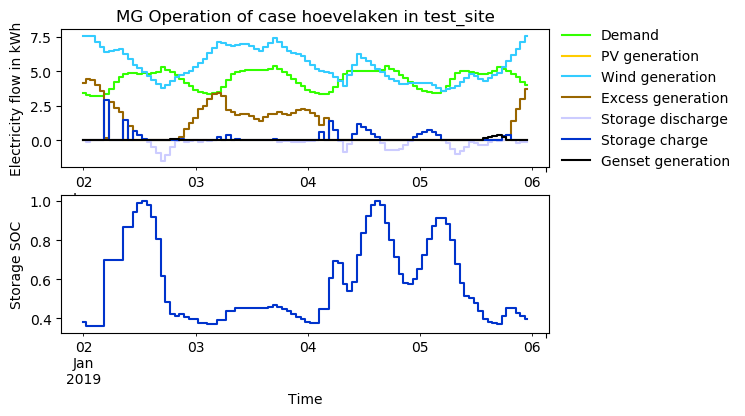 MG Operation of case hoevelaken in test_site
Electricity flow in kWh
7.5
5.0
2.5
0.0
02
03
04
05
06
Demand
PV generation
Wind generation
Excess generation
Storage discharge
Storage charge
Genset generation
Storage SOC
1.0
0.8
0.6
0.4
02
03
04
05
06
Jan
2019
Time